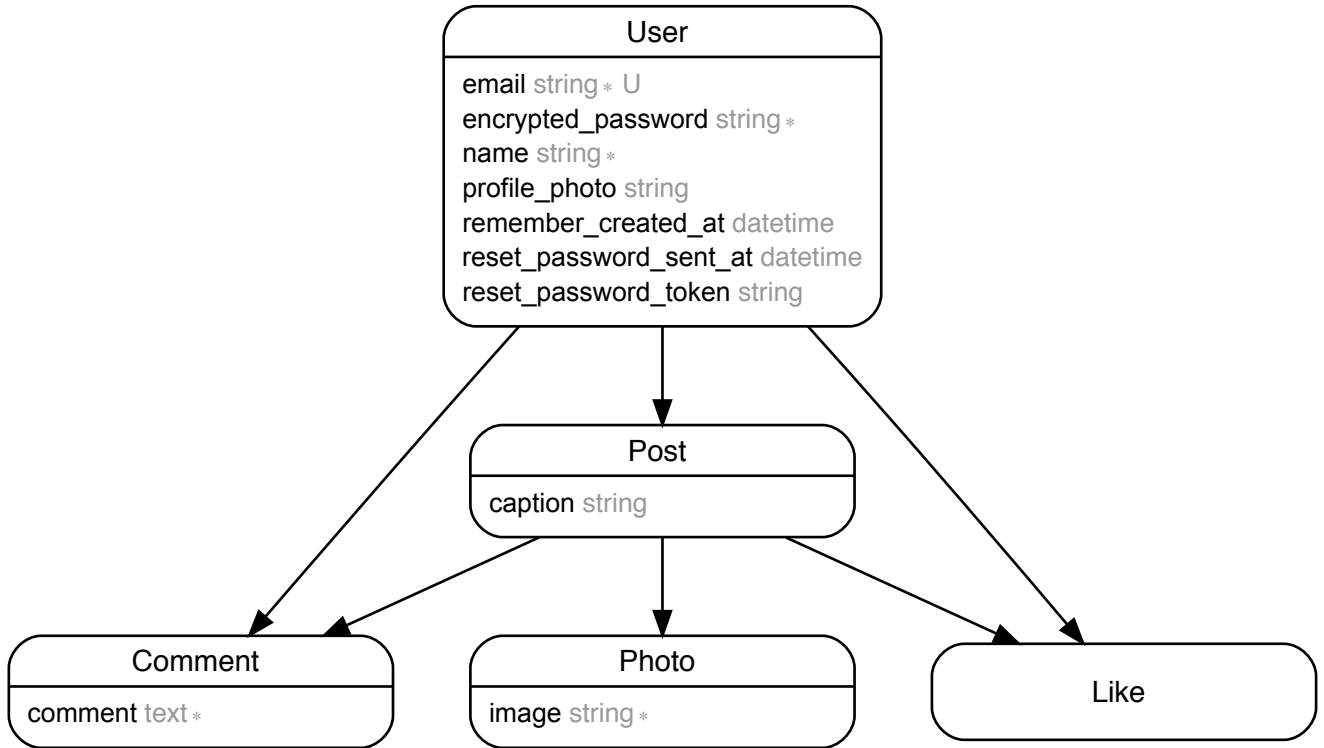 User
email string * U
encrypted_password string *
name string *
profile_photo string
remember_created_at datetime
reset_password_sent_at datetime
reset_password_token string
Post
caption string
Comment
comment text *
Photo
image string *
Like